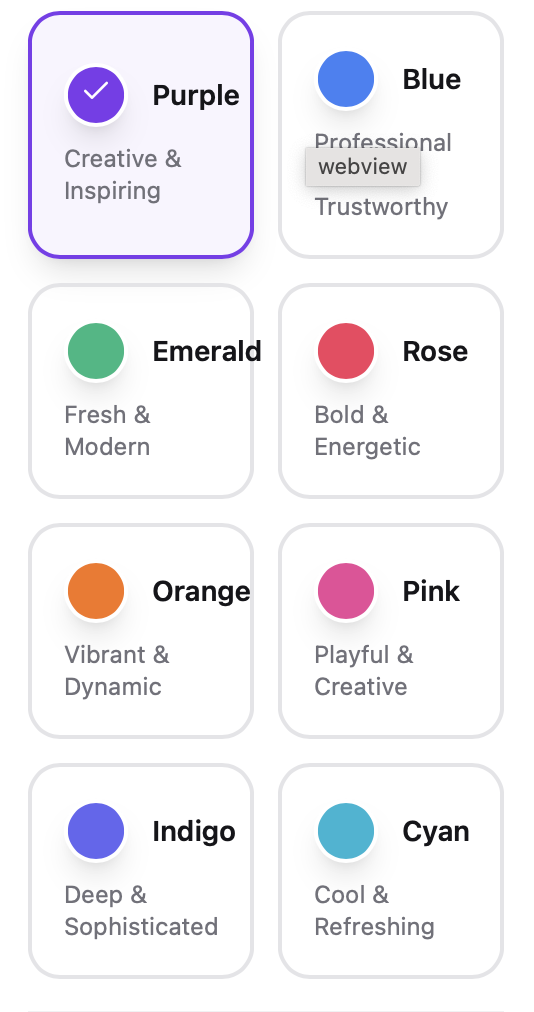 Purple
Creative &
Inspiring
Blue
Professional
webview
Trustworthy
Emerald
Fresh &
Modern
Rose
Bold &
Energetic
Orange
Vibrant &
Dynamic
Pink
Playful &
Creative
Indigo
Deep &
Sophisticated
Cyan
Cool &
Refreshing